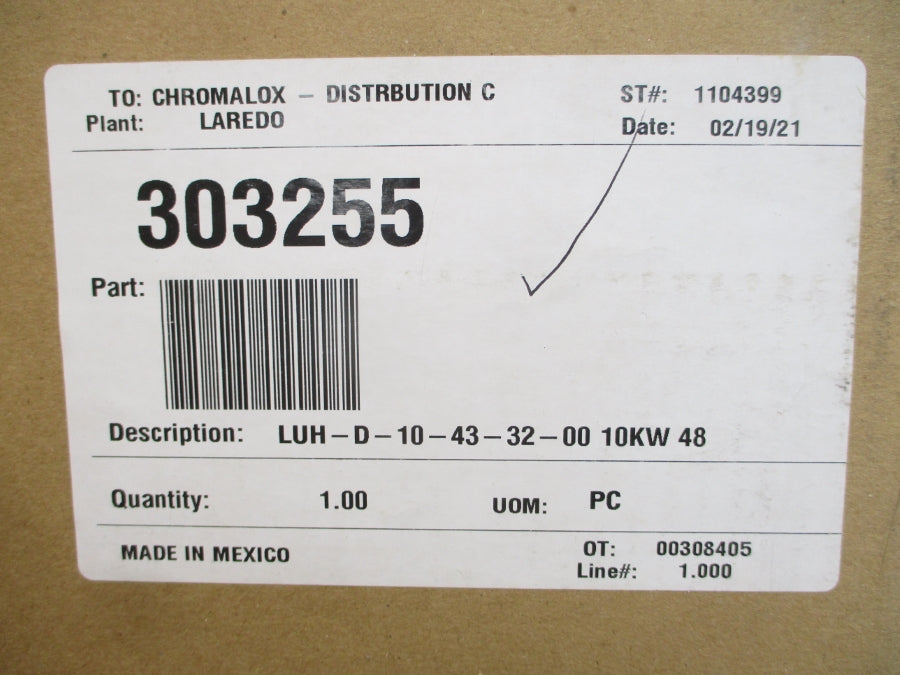 TO: CHROMALOX – DISTRBUTION C ST#: 1104399
Plant: LAREDO Date: 02/19/21
303255
Part:
Description: LUH–D–10–43–32–00 10KW 48
Quantity: 1.00 UOM: PC
MADE IN MEXICO OT: 00308405
Line#: 1.000